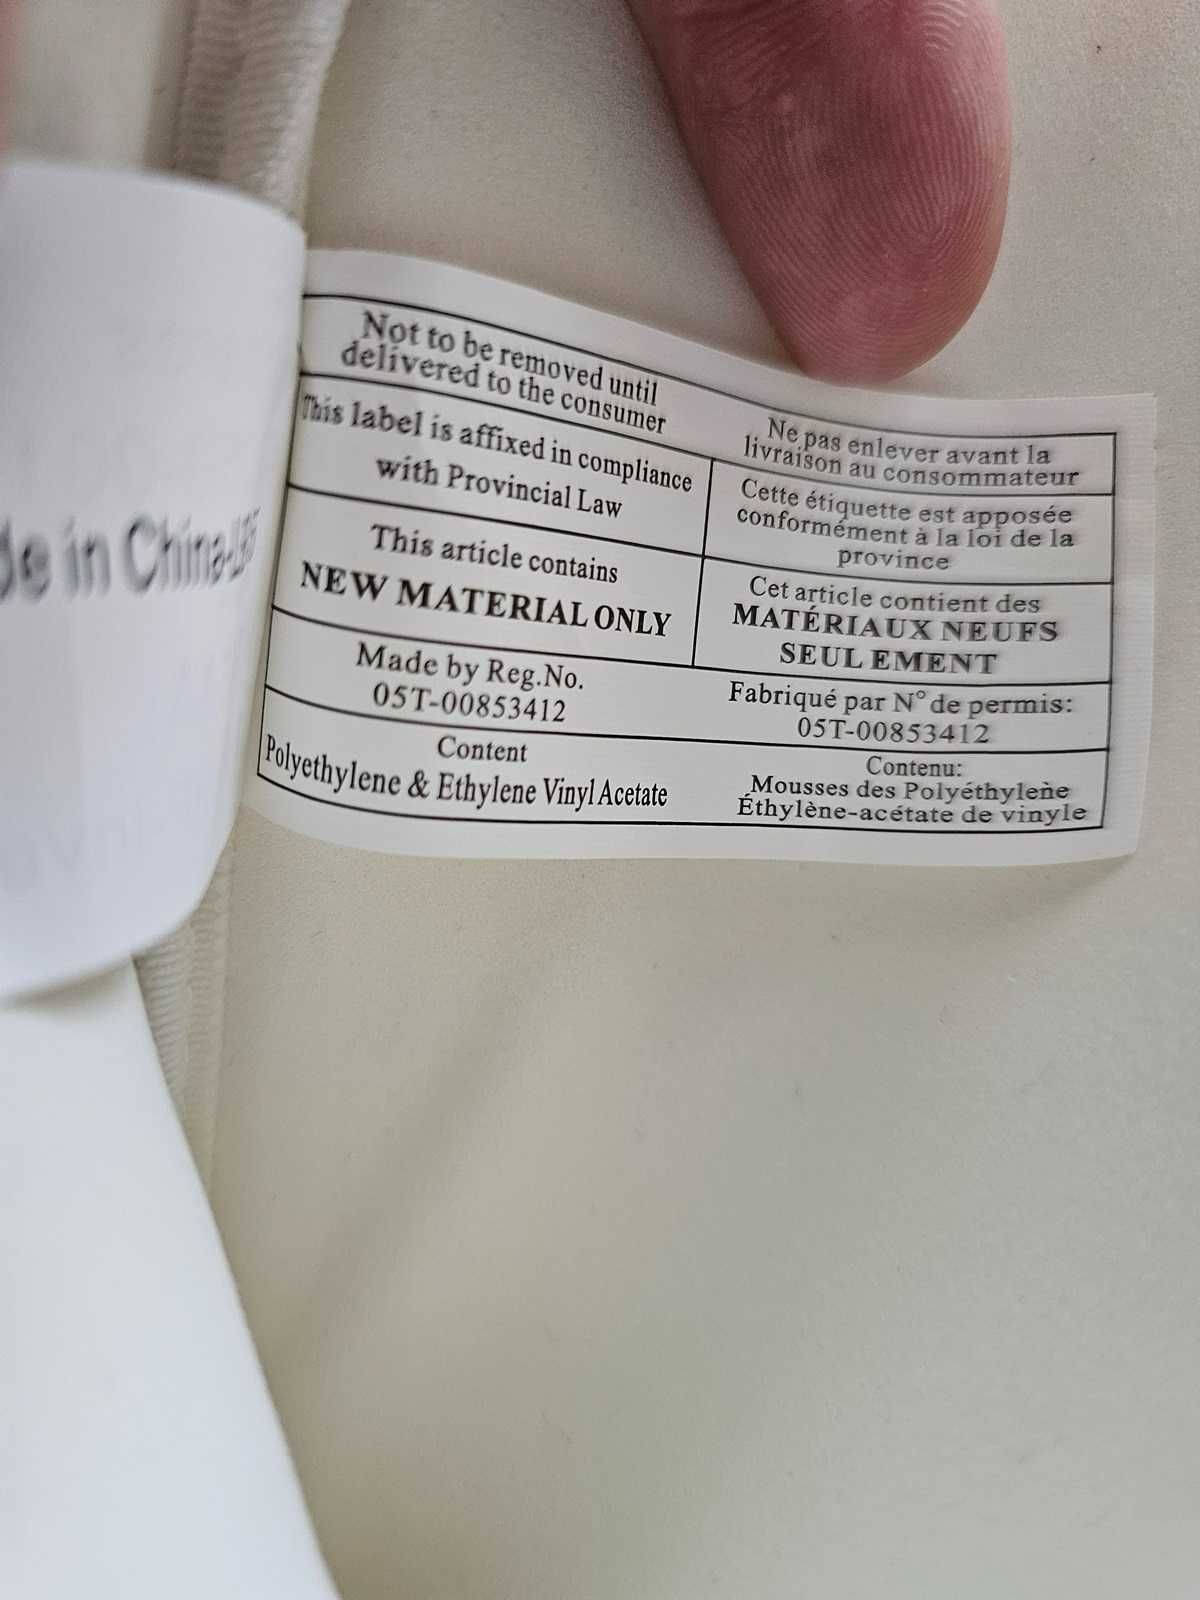 Not to be removed until
delivered to the consumer
Ne pas enlever avant la
livraison au consommateur
This label is affixed in compliance
with Provincial Law
Cette étiquette est apposée
conformément à la loi de la
province
This article contains
NEW MATERIAL ONLY
Cet article contient des
MATÉRIAUX NEUFS
SEUL EMENT
Made by Reg.No.
05T-00853412
Fabriqué par N° de permis:
05T-00853412
Content
Polyethylene & Ethylene Vinyl Acetate
Contenu:
Mousses des Polyéthylène
Éthylène-acétate de vinyle
in China